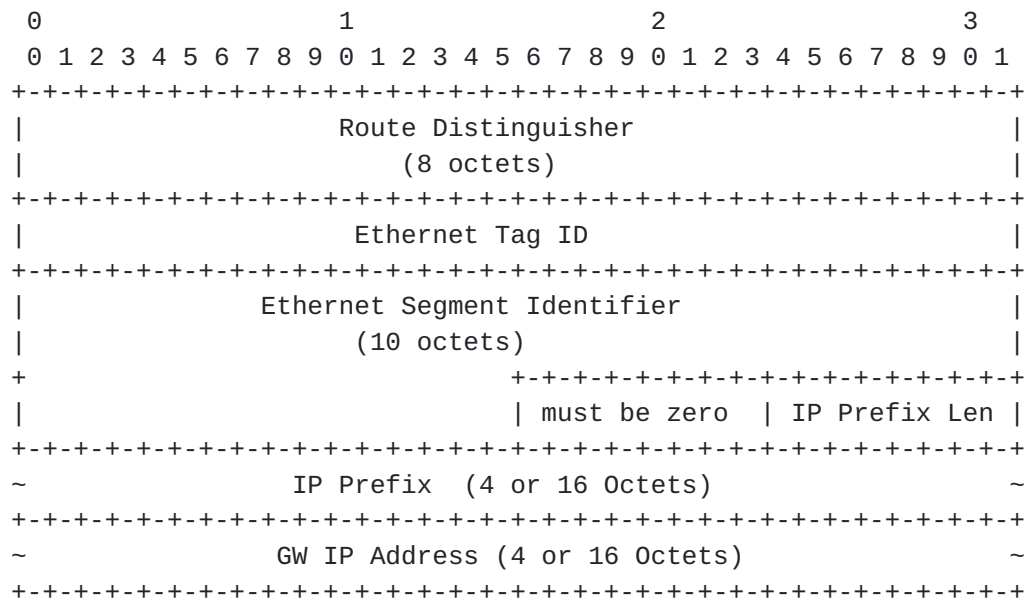 0                   1                   2                   3
 0 1 2 3 4 5 6 7 8 9 0 1 2 3 4 5 6 7 8 9 0 1 2 3 4 5 6 7 8 9 0 1
+-+-+-+-+-+-+-+-+-+-+-+-+-+-+-+-+-+-+-+-+-+-+-+-+-+-+-+-+-+-+-+-+
|                    Route Distinguisher                        |
|                        (8 octets)                             |
+-+-+-+-+-+-+-+-+-+-+-+-+-+-+-+-+-+-+-+-+-+-+-+-+-+-+-+-+-+-+-+-+
|                     Ethernet Tag ID                           |
+-+-+-+-+-+-+-+-+-+-+-+-+-+-+-+-+-+-+-+-+-+-+-+-+-+-+-+-+-+-+-+-+
|               Ethernet Segment Identifier                     |
|                     (10 octets)                               |
+                               +-+-+-+-+-+-+-+-+-+-+-+-+-+-+-+-+
|                               | must be zero  | IP Prefix Len |
+-+-+-+-+-+-+-+-+-+-+-+-+-+-+-+-+-+-+-+-+-+-+-+-+-+-+-+-+-+-+-+-+
~                 IP Prefix  (4 or 16 Octets)                   ~
+-+-+-+-+-+-+-+-+-+-+-+-+-+-+-+-+-+-+-+-+-+-+-+-+-+-+-+-+-+-+-+-+
~                GW IP Address (4 or 16 Octets)                 ~
+-+-+-+-+-+-+-+-+-+-+-+-+-+-+-+-+-+-+-+-+-+-+-+-+-+-+-+-+-+-+-+-+